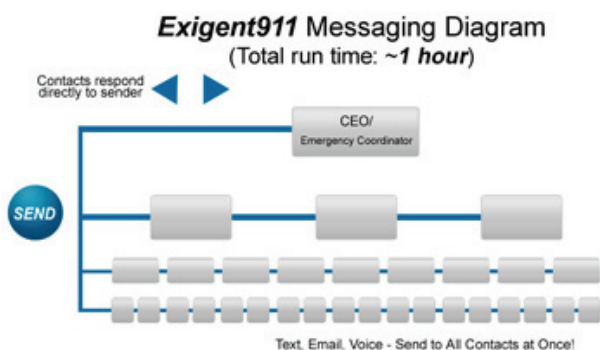 Exigent911 Messaging Diagram
(Total run time: ~1 hour)
Contacts respond
directly to sender
CEO/
Emergency Coordinator
SEND
Text, Email, Voice - Send to All Contacts at Once!